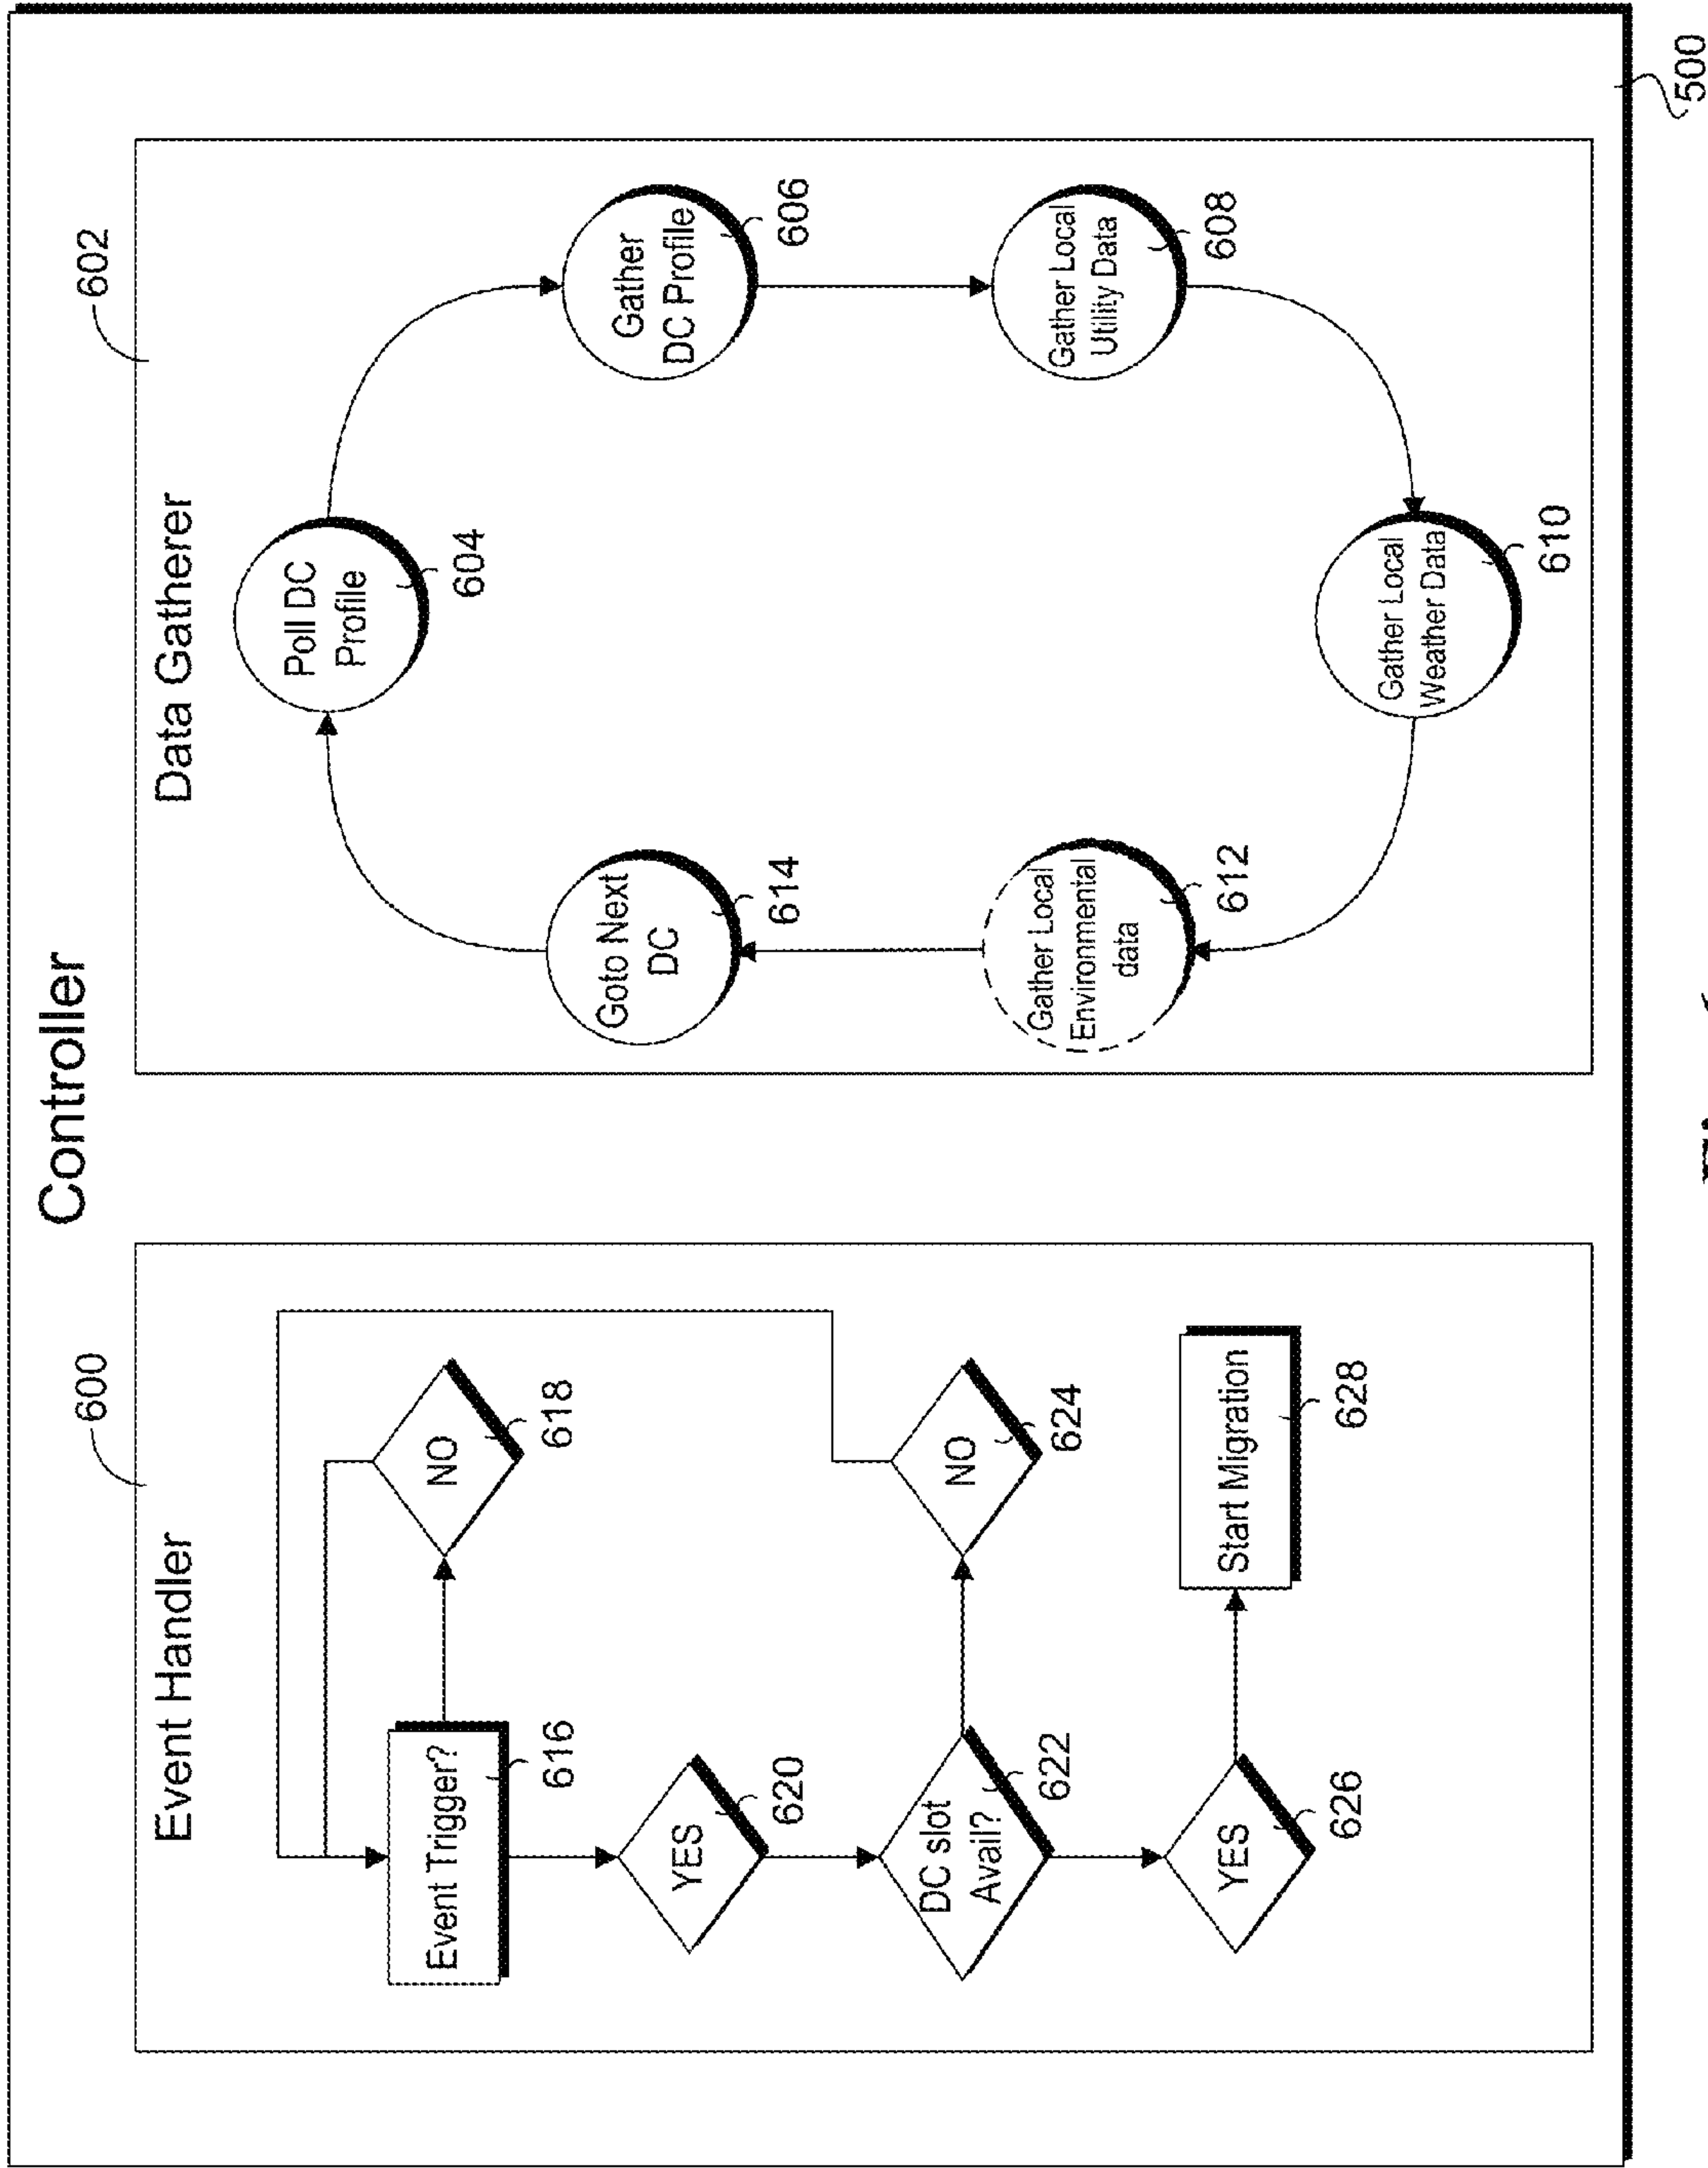 Controller
600
Event Handler
Event Trigger?
616
NO
618
YES
620
DC slot
Avail?
622
NO
624
YES
626
Start Migration
628
602
Data Gatherer
Poll DC
Profile
604
Gather
DC Profile
606
Gather Local
Utility Data
608
Gather Local
Weather Data
610
Gather Local
Environmental
data
612
Goto Next
DC
614
500